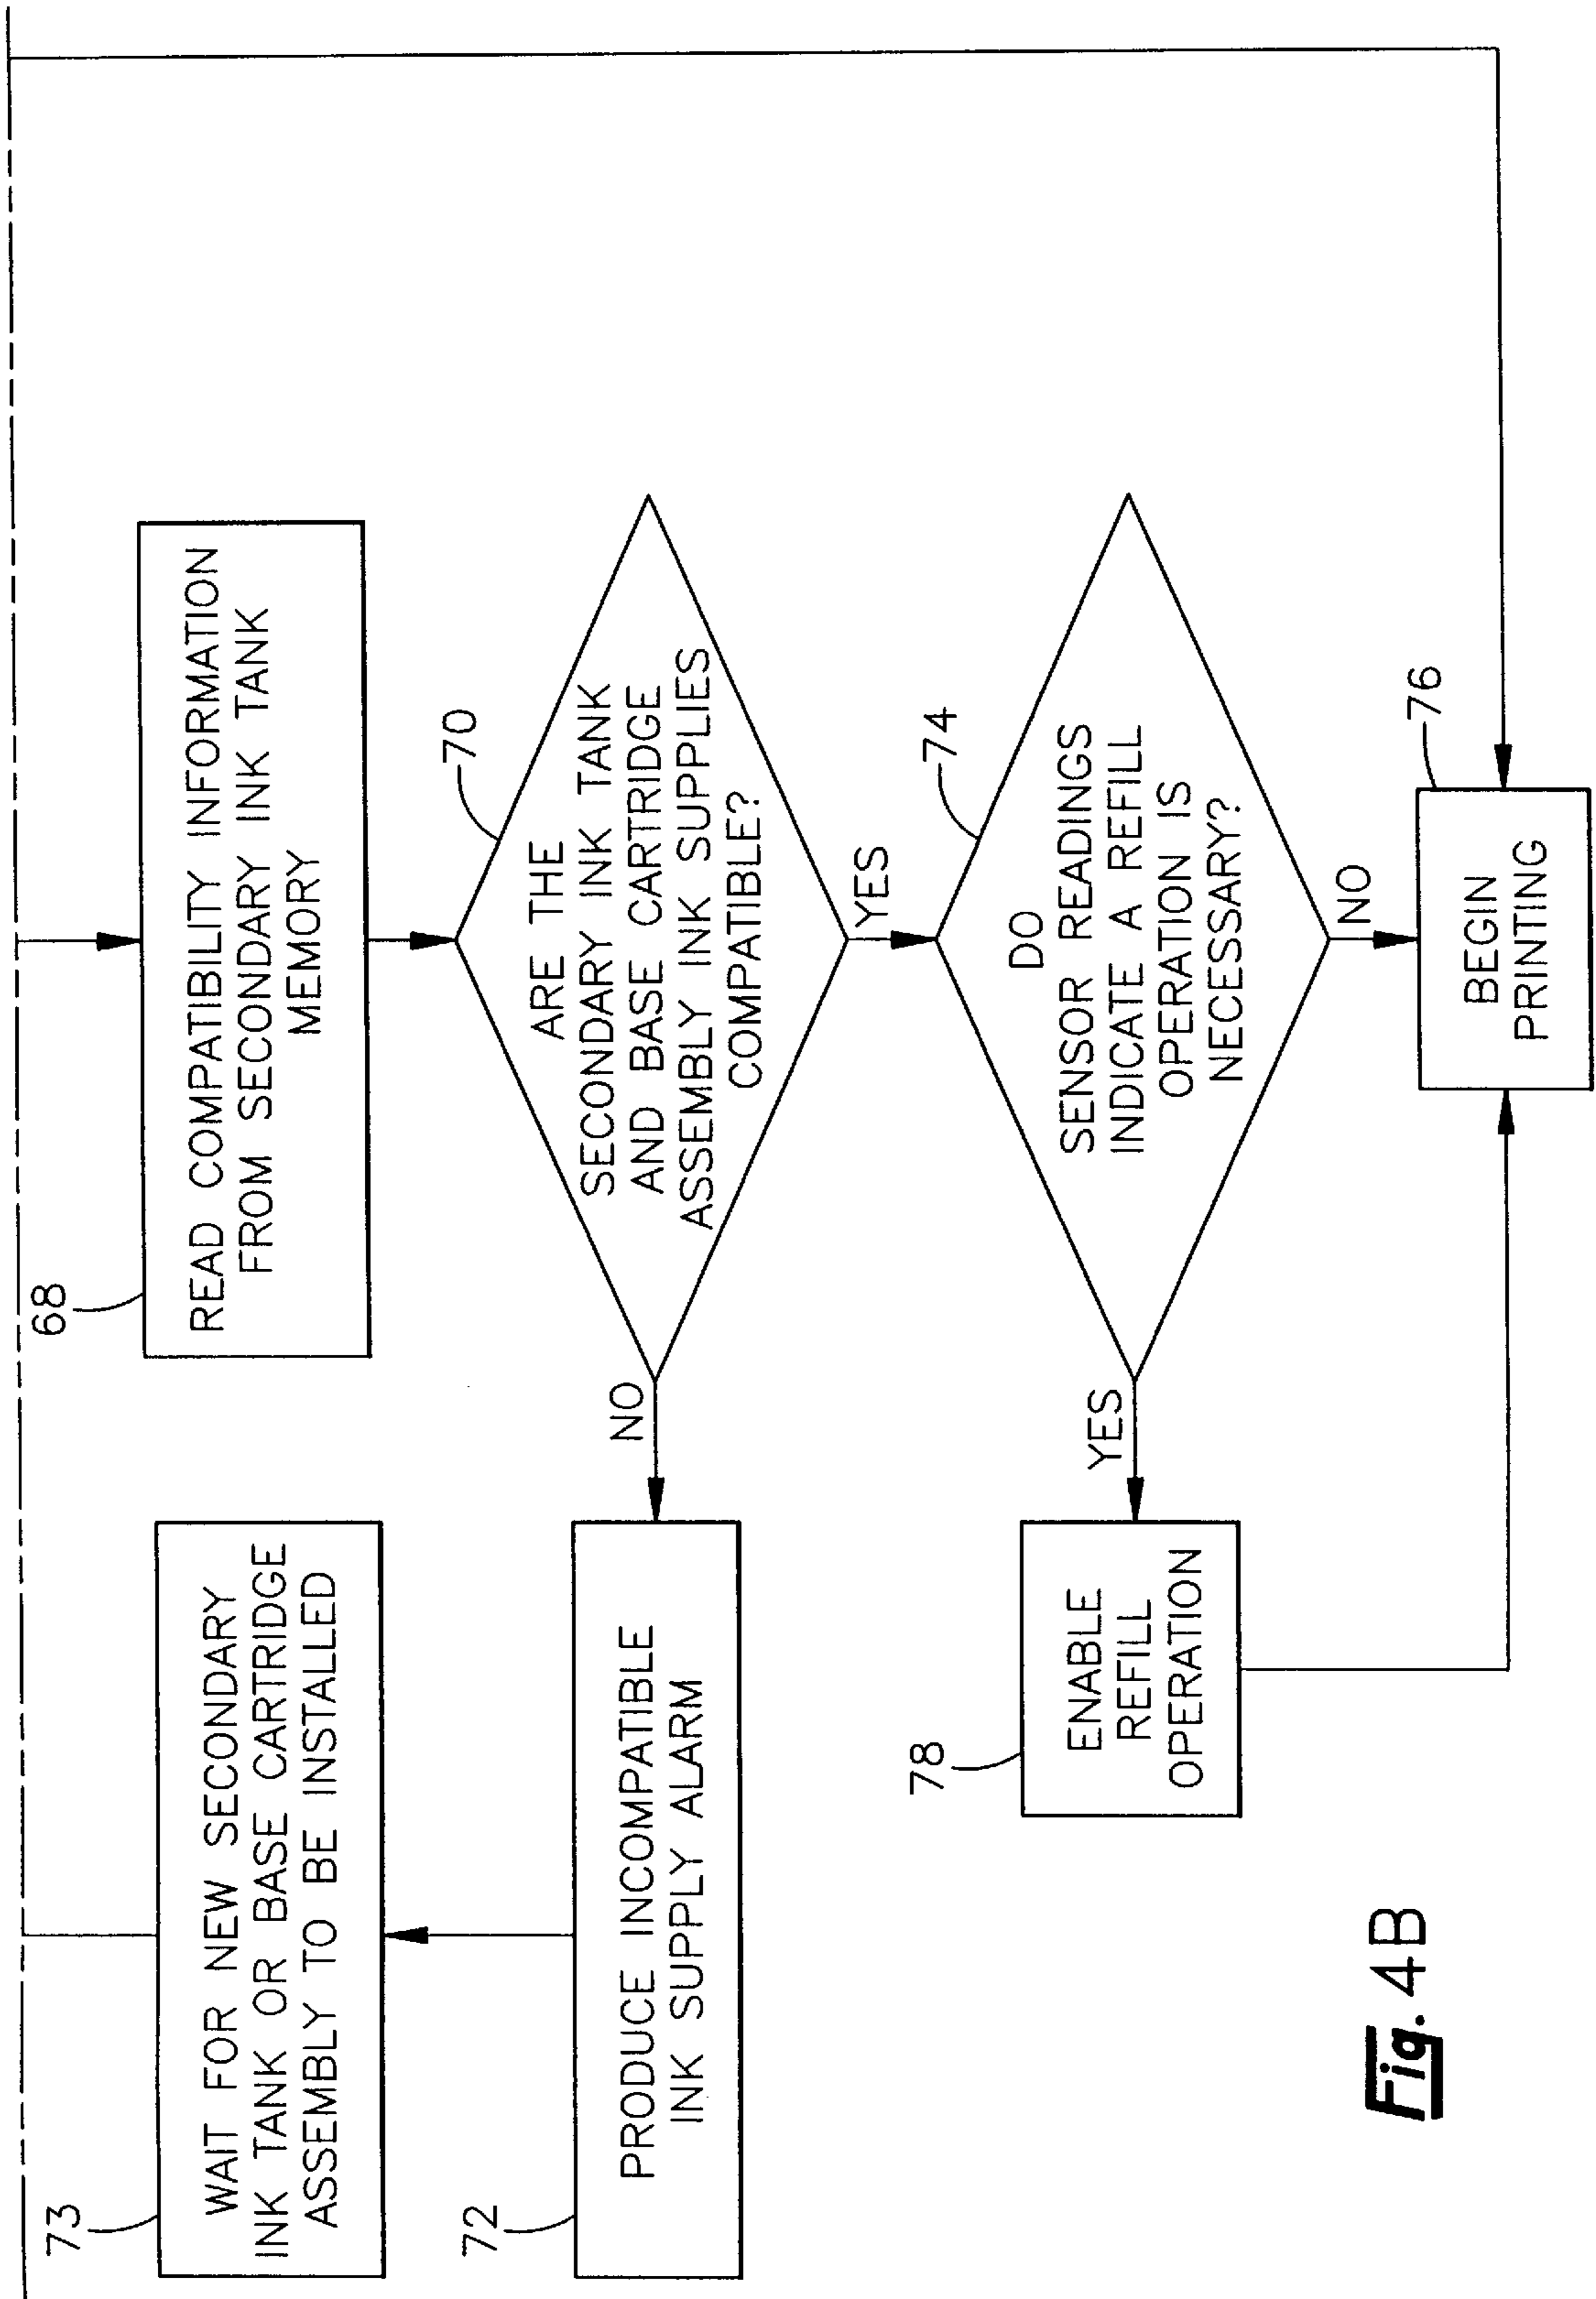 73
WAIT FOR NEW SECONDARY
INK TANK OR BASE CARTRIDGE
ASSEMBLY TO BE INSTALLED
68
READ COMPATIBILITY INFORMATION
FROM SECONDARY INK TANK
MEMORY
72
PRODUCE INCOMPATIBLE
INK SUPPLY ALARM
NO
70
ARE THE
SECONDARY INK TANK
AND BASE CARTRIDGE
ASSEMBLY INK SUPPLIES
COMPATIBLE?
YES
78
ENABLE
REFILL
OPERATION
YES
74
DO
SENSOR READINGS
INDICATE A REFILL
OPERATION IS
NECESSARY?
NO
76
BEGIN
PRINTING
Fig. 4B